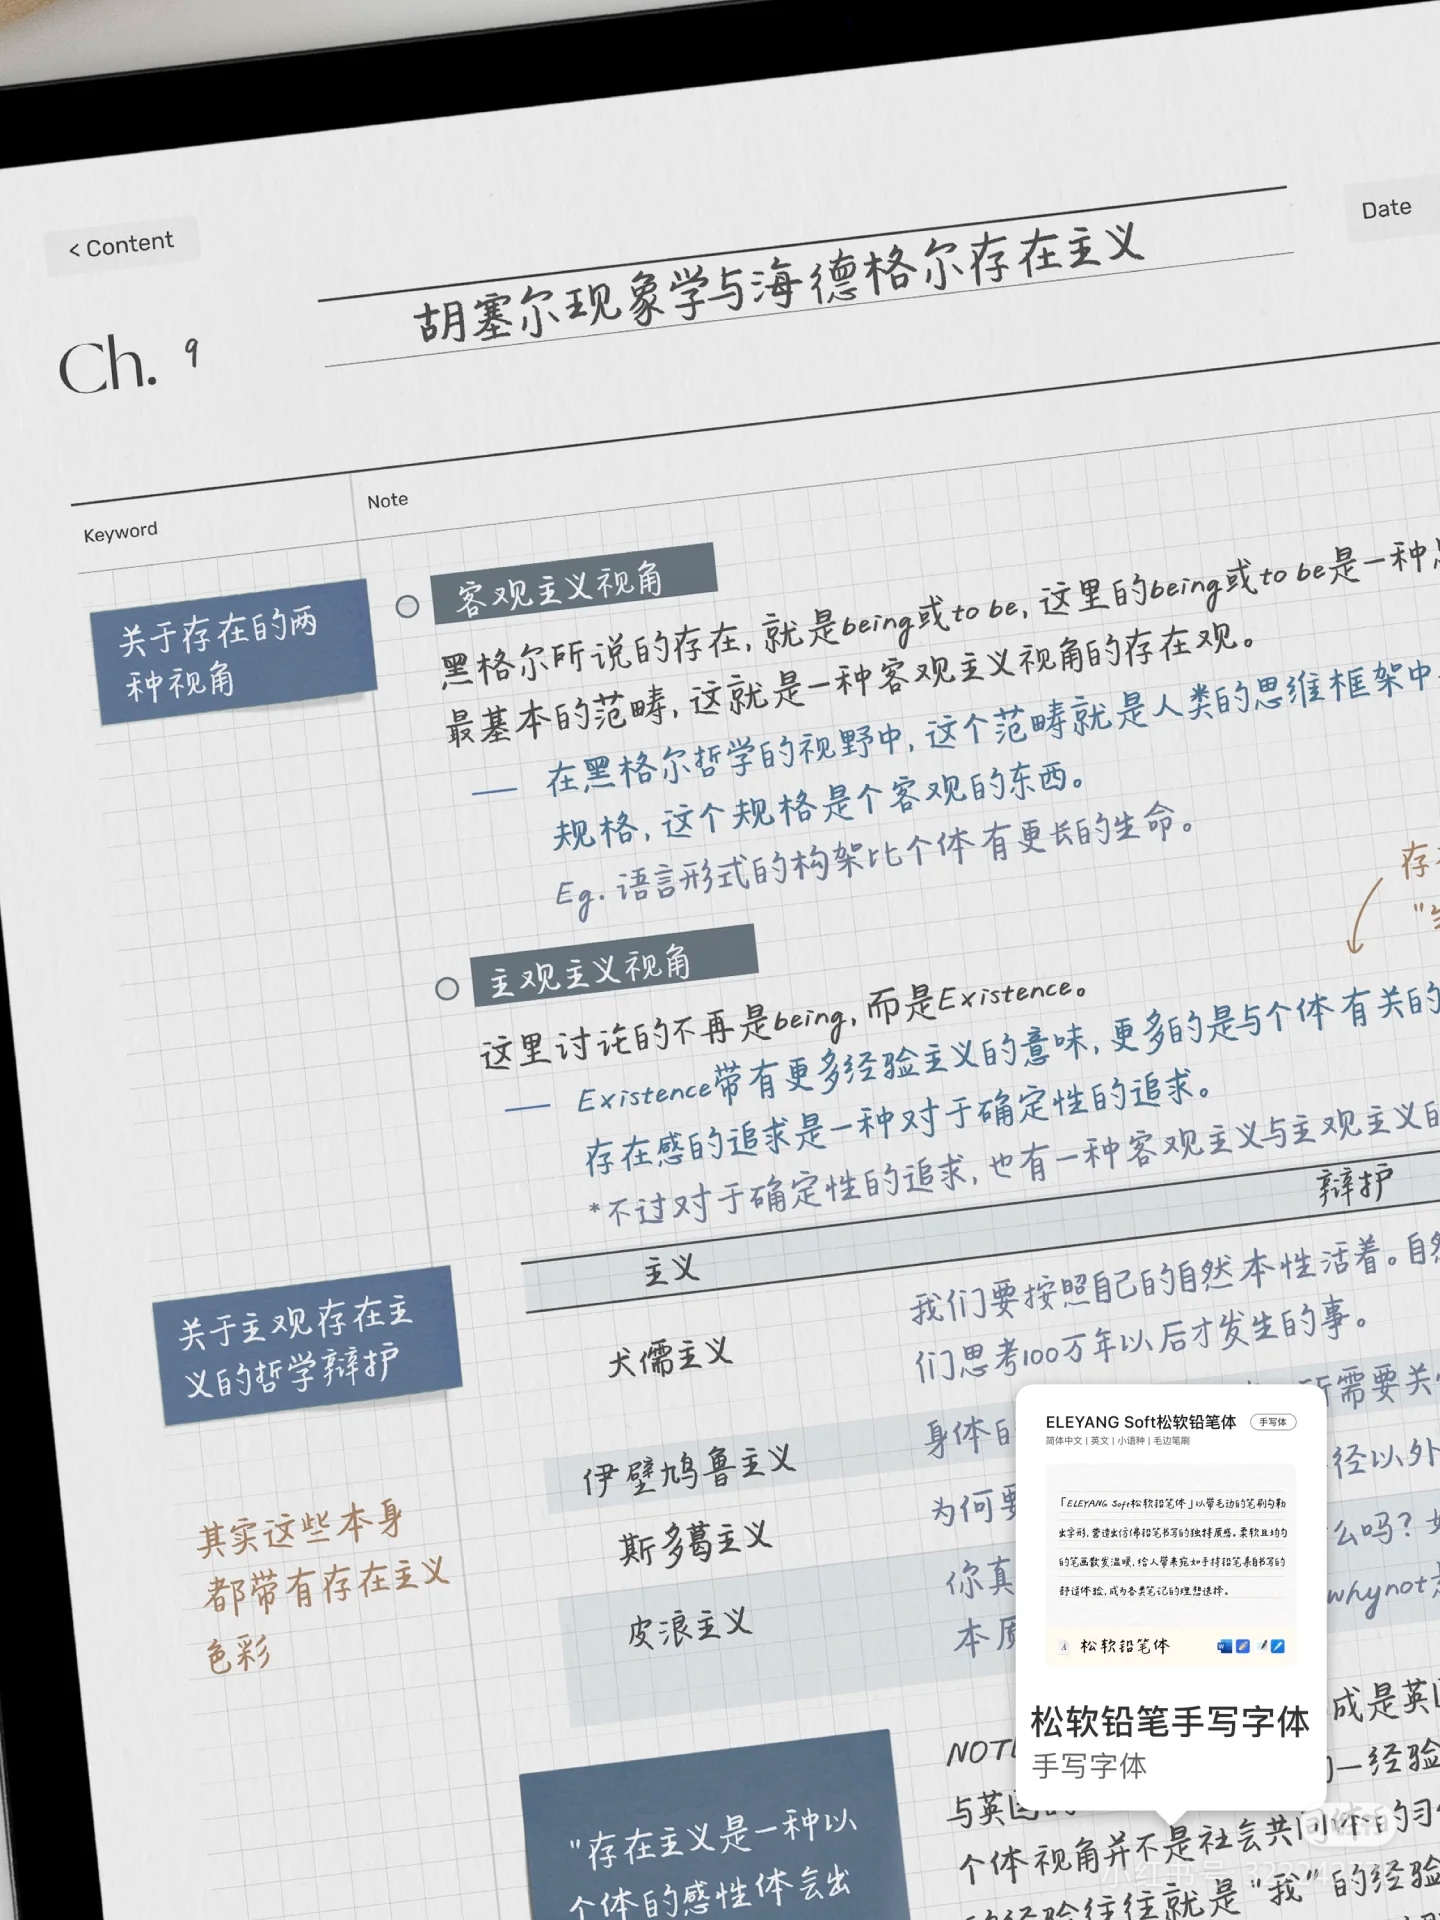 < Content
Date
胡塞尔现象学与海德格尔存在主义
Ch. 9
Keyword
Note
关于存在的两
种视角
客观主义视角
黑格尔所说的存在，就是being或to be，这里的being或to be是一种
最基本的范畴，这就是一种客观主义视角的存在观。
— 在黑格尔哲学的视野中，这个范畴就是人类的思维框架中
规格，这个规格是个客观的东西。
Eg. 语言形式的构架比个体有更长的生命。
存
主观主义视角
这里讨论的不再是being，而是Existence。
— Existence带有更多经验主义的意味，更多的是与个体有关的
存在感的追求是一种对于确定性的追求。
*不过对于确定性的追求，也有一种客观主义与主观主义的
主义
辩护
关于主观存在主
义的哲学辩护
犬儒主义
我们要按照自己的自然本性活着。自
们思考100万年以后才发生的事。
伊壁鸠鲁主义
身体的
所需要关
斯多葛主义
为何要
径以外
皮浪主义
你真
么吗？
本质
whynot
其实这些本身
都带有存在主义
色彩
ELEYANG Soft松软铅笔体
手写体
简体中文 | 英文 | 小语种 | 毛边笔刷
「ELEYANG Soft松软铅笔体」以带毛边的笔刷勾勒
出字形，营造出仿佛铅笔书写的独特质感。柔软且均匀
的笔画散发温暖，给人带来宛如手持铅笔亲自书写的
舒适体验，成为各类笔记的理想选择。
松软铅笔体
松软铅笔手写字体
手写字体
"存在主义是一种以
个体的感性体会出
成是英
一经验
与英国的
个体视角并不是社会共同体的习
的经验往往就是"我"的经验
小红书号: